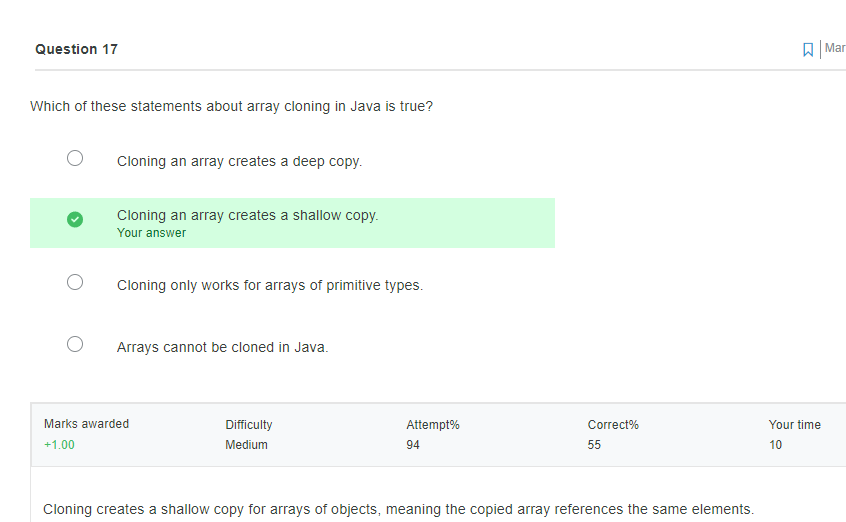 Question 17
Mar
Which of these statements about array cloning in Java is true?
Cloning an array creates a deep copy.
Cloning an array creates a shallow copy.
Your answer
Cloning only works for arrays of primitive types.
Arrays cannot be cloned in Java.
Marks awarded Difficulty Attempt% Correct% Your time
+1.00 Medium 94 55 10
Cloning creates a shallow copy for arrays of objects, meaning the copied array references the same elements.